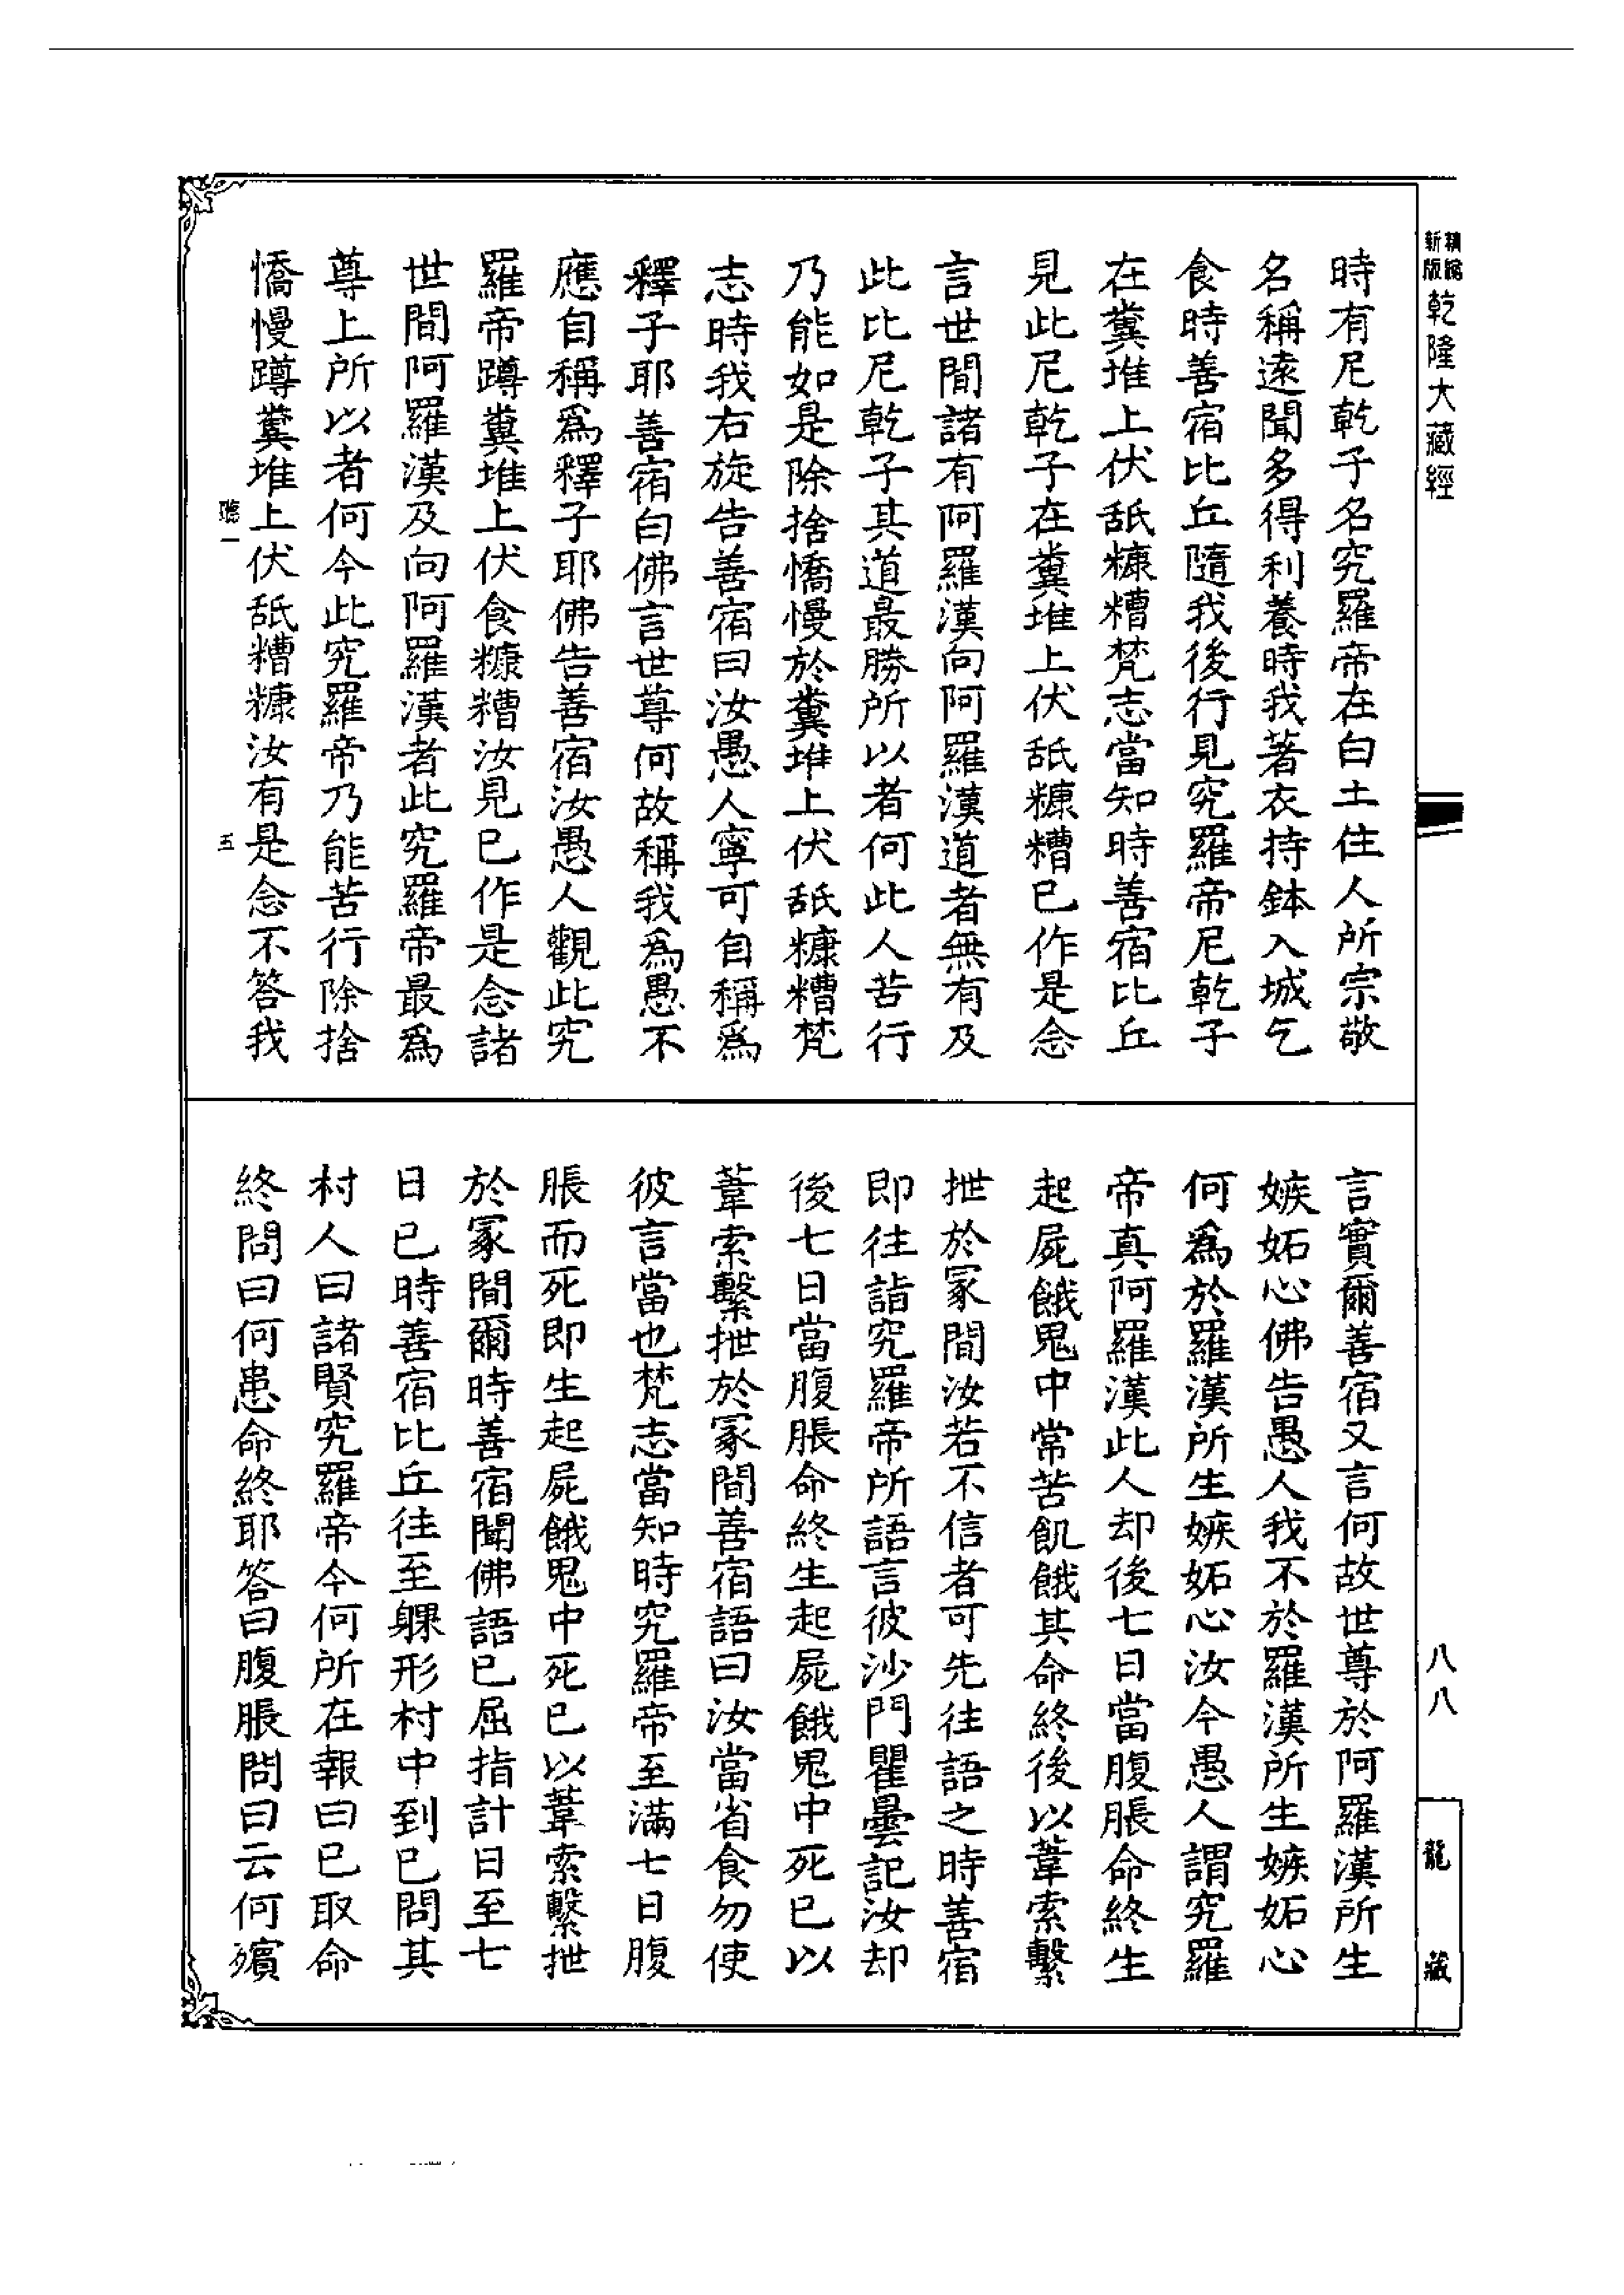 精縮新版乾隆大藏經
時有尼乾子名究羅帝在白土住人所宗敬
名稱遠聞多得利養時我著衣持鉢入城乞
食時善宿比丘隨我後行見究羅帝尼乾子
在糞堆上伏舐糠糟梵志當知時善宿比丘
見此尼乾子在糞堆上伏舐糠糟已作是念
言世間諸有阿羅漢向阿羅漢道者無有及
此比尼乾子其道最勝所以者何此人苦行
乃能如是除捨憍慢於糞堆上伏舐糠糟梵
志時我右旋告善宿曰汝愚人寧可自稱爲
釋子耶善宿白佛言世尊何故稱我爲愚不
應自稱爲釋子耶佛告善宿汝愚人觀此究
羅帝蹲糞堆上伏食糠糟汝見已作是念諸
世間阿羅漢及向阿羅漢者此究羅帝最爲
尊上所以者何今此究羅帝乃能苦行除捨
憍慢蹲糞堆上伏舐糟糠汝有是念不答我
聽一
五
言實爾善宿又言何故世尊於阿羅漢所生
嫉妬心佛告愚人我不於羅漢所生嫉妬心
何爲於羅漢所生嫉妬心汝今愚人謂究羅
帝真阿羅漢此人却後七日當腹脹命終生
起屍餓鬼中常苦飢餓其命終後以葦索繫
抴於冢間汝若不信者可先往語之時善宿
即往詣究羅帝所語言彼沙門瞿曇記汝却
後七日當腹脹命終生起屍餓鬼中死已以
葦索繫抴於冢間善宿語曰汝當省食勿使
彼言當也梵志當知時究羅帝至滿七日腹
脹而死即生起屍餓鬼中死已以葦索繫抴
於冢間爾時善宿聞佛語已屈指計日至七
日已時善宿比丘往至躶形村中到已問其
村人曰諸賢究羅帝今何所在報曰已取命
終問曰何患命終耶答曰腹脹問曰云何殯
八八
龍藏